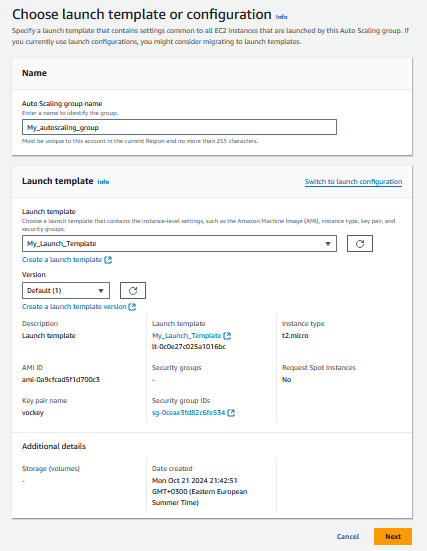 Choose launch template or configuration Info
Specify a launch template that contains settings common to all EC2 instances that are launched by this Auto Scaling group. If
you currently use launch configurations, you might consider migrating to launch templates.
Name
Auto Scaling group name
Enter a name to identify the group.
My_autoscaling_group
Must be unique to this account in the current Region and no more than 255 characters.
Launch template Info
Switch to launch configuration
Launch template
Choose a launch template that contains the instance-level settings, such as the Amazon Machine Image (AMI), instance type, key pair, and
security groups.
My_Launch_Template
Create a launch template
Version
Default (1)
Create a launch template version
Description
Launch template
Launch template
My_Launch_Template
lt-0c0e27c025a1016bc
Instance type
t2.micro
AMI ID
ami-0a9cfcad5f1d700c3
Security groups
-
Request Spot Instances
No
Key pair name
vockey
Security group IDs
sg-0ceae3fd82c6fe534
Additional details
Storage (volumes)
-
Date created
Mon Oct 21 2024 21:42:51
GMT+0300 (Eastern European
Summer Time)
Cancel
Next